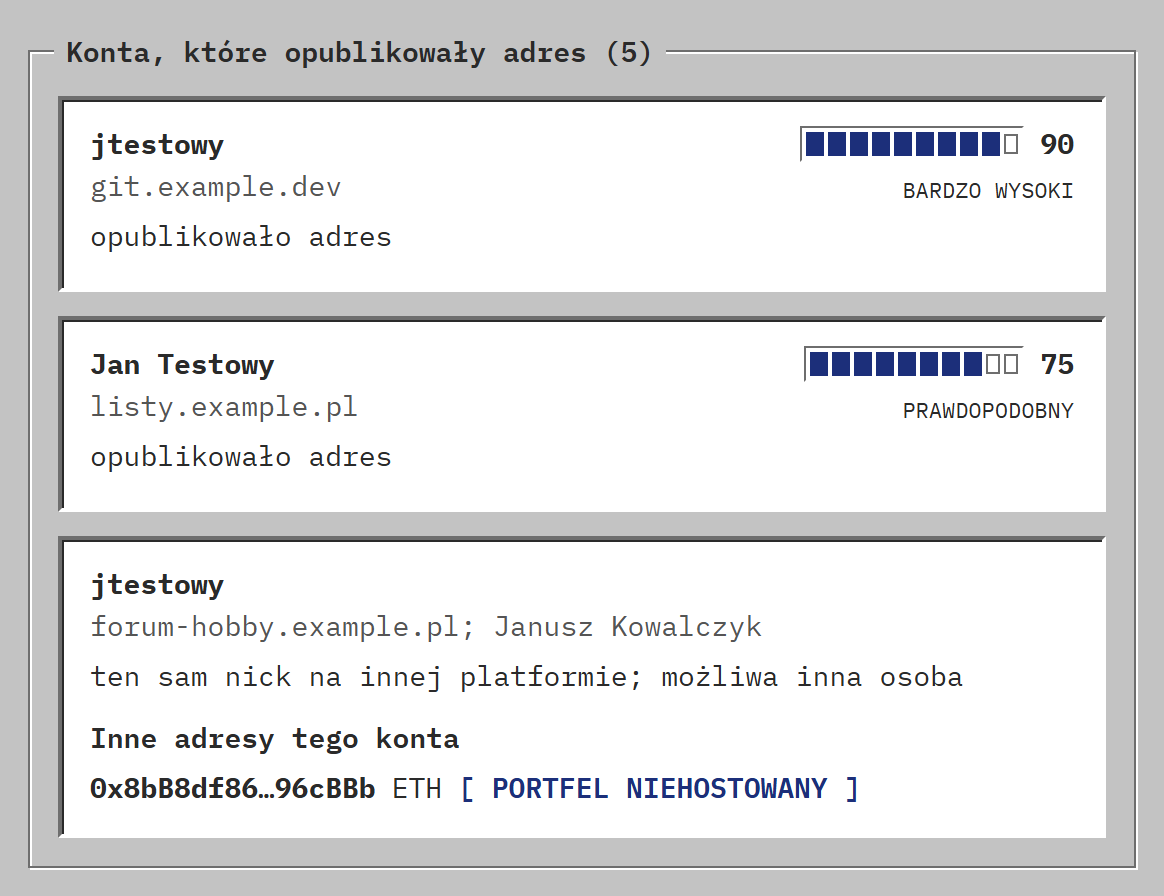 Konta, które opublikowały adres (5)
jtestowy
90
git.example.dev
BARDZO WYSOKI
opublikowało adres
Jan Testowy
75
listy.example.pl
PRAWDOPODOBNY
opublikowało adres
jtestowy
forum-hobby.example.pl; Janusz Kowalczyk
ten sam nick na innej platformie; możliwa inna osoba
Inne adresy tego konta
0x8bB8df86…96cBBb ETH [ PORTFEL NIEHOSTOWANY ]